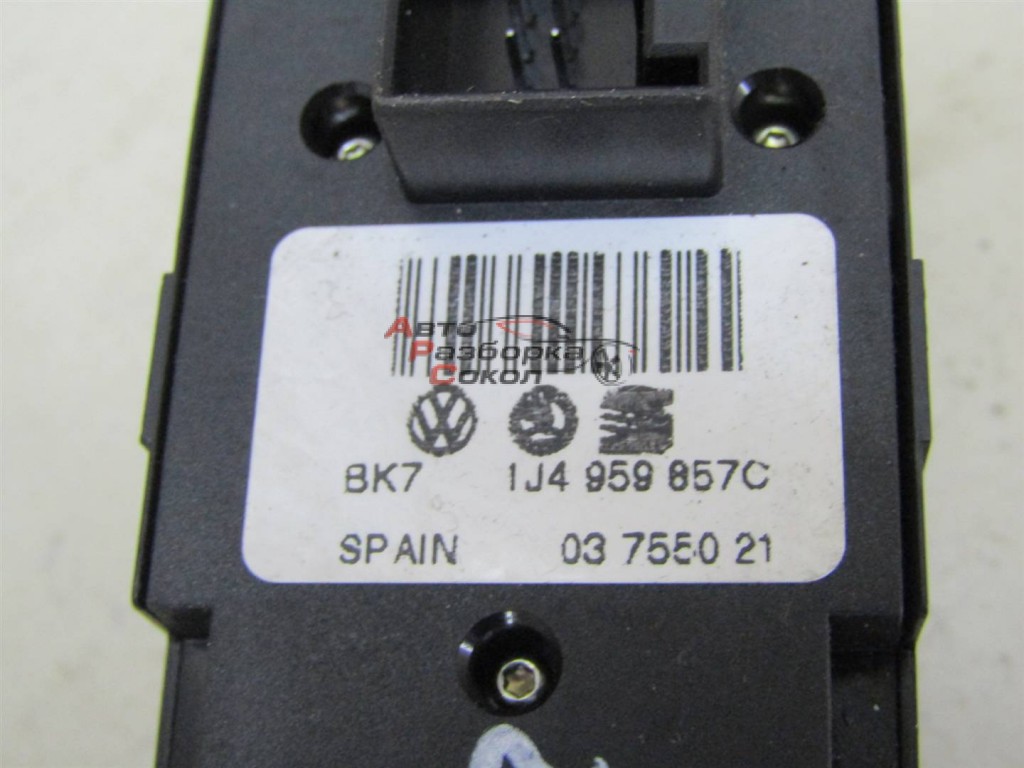 Авто
Разборка
Сокол
BK7 1J4 959 857C
SPAIN 03 7550 21